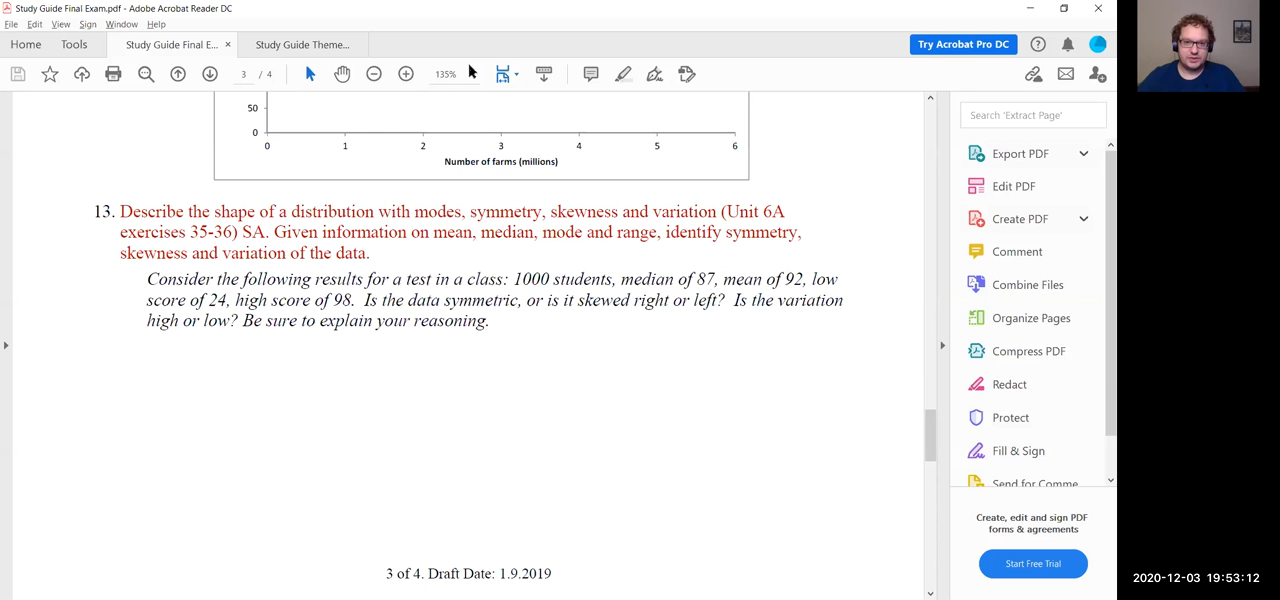 Study Guide Final Exam.pdf - Adobe Acrobat Reader DC
File Edit View Sign Window Help
Home Tools Study Guide Final E... × Study Guide Theme... Try Acrobat Pro DC
3 / 4 135%
50
0
0 1 2 3 4 5 6
Number of farms (millions)
13. Describe the shape of a distribution with modes, symmetry, skewness and variation (Unit 6A
exercises 35-36) SA. Given information on mean, median, mode and range, identify symmetry,
skewness and variation of the data.
Consider the following results for a test in a class: 1000 students, median of 87, mean of 92, low
score of 24, high score of 98. Is the data symmetric, or is it skewed right or left? Is the variation
high or low? Be sure to explain your reasoning.
3 of 4. Draft Date: 1.9.2019
Search 'Extract Page'
Export PDF
Edit PDF
Create PDF
Comment
Combine Files
Organize Pages
Compress PDF
Redact
Protect
Fill & Sign
Send for Comme
Create, edit and sign PDF
forms & agreements
Start Free Trial
2020-12-03 19:53:12